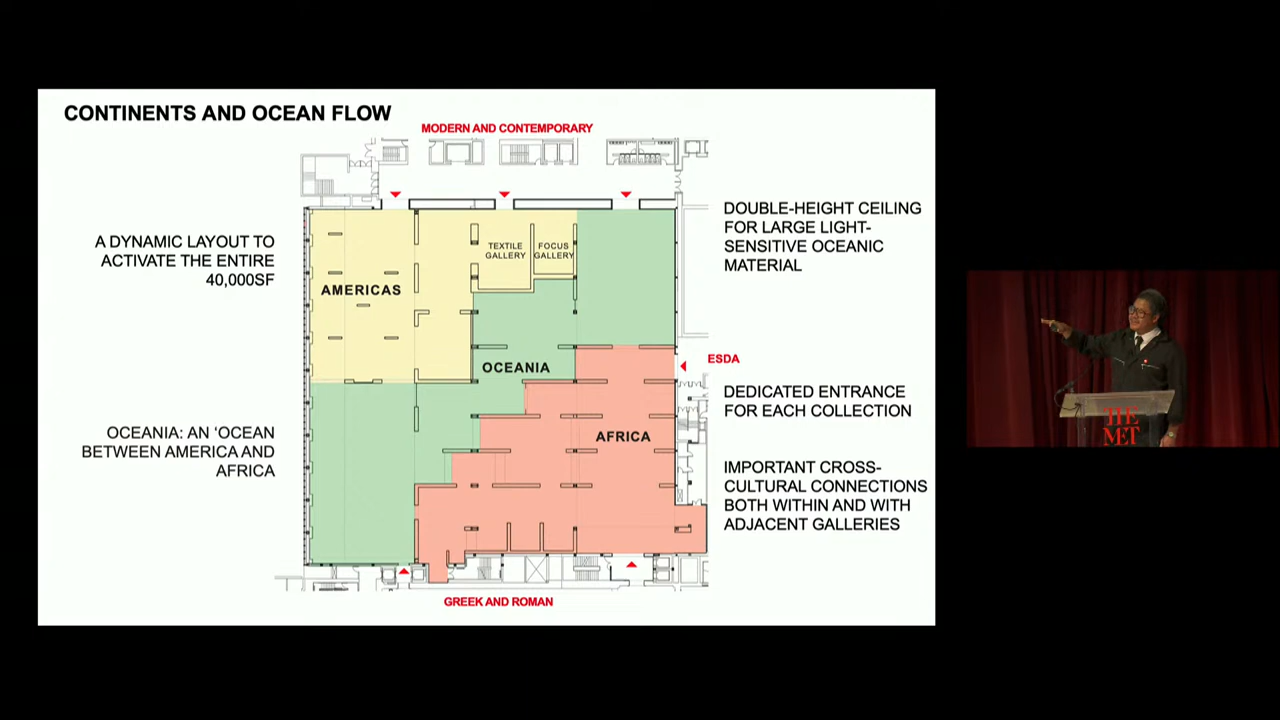 CONTINENTS AND OCEAN FLOW
MODERN AND CONTEMPORARY
A DYNAMIC LAYOUT TO
ACTIVATE THE ENTIRE
40,000SF
AMERICAS
TEXTILE
GALLERY
FOCUS
GALLERY
DOUBLE-HEIGHT CEILING
FOR LARGE LIGHT-
SENSITIVE OCEANIC
MATERIAL
OCEANIA
ESDA
DEDICATED ENTRANCE
FOR EACH COLLECTION
OCEANIA: AN ‘OCEAN
BETWEEN AMERICA AND
AFRICA
AFRICA
IMPORTANT CROSS-
CULTURAL CONNECTIONS
BOTH WITHIN AND WITH
ADJACENT GALLERIES
GREEK AND ROMAN
THE
MET